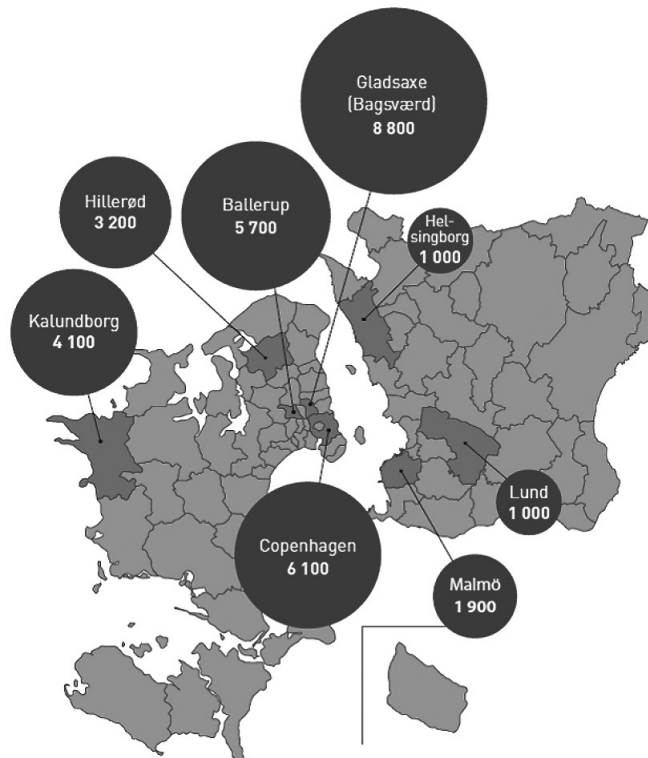 Gladsaxe
(Bagsværd)
8 800
Hillerød
3 200
Ballerup
5 700
Hel-
singborg
1 000
Kalundborg
4 100
Lund
1 000
Copenhagen
6 100
Malmö
1 900